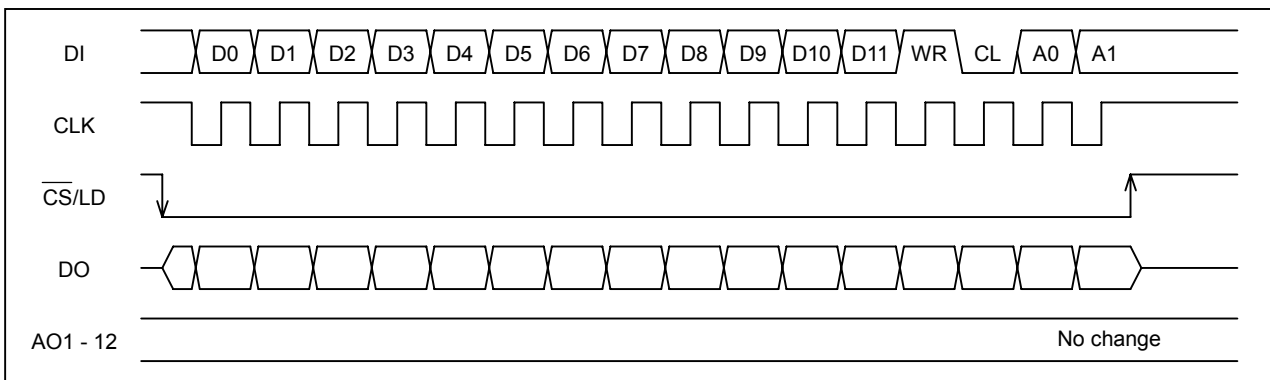 DI D0 D1 D2 D3 D4 D5 D6 D7 D8 D9 D10 D11 WR CL A0 A1
CLK
CS/LD
DO
AO1 - 12 No change